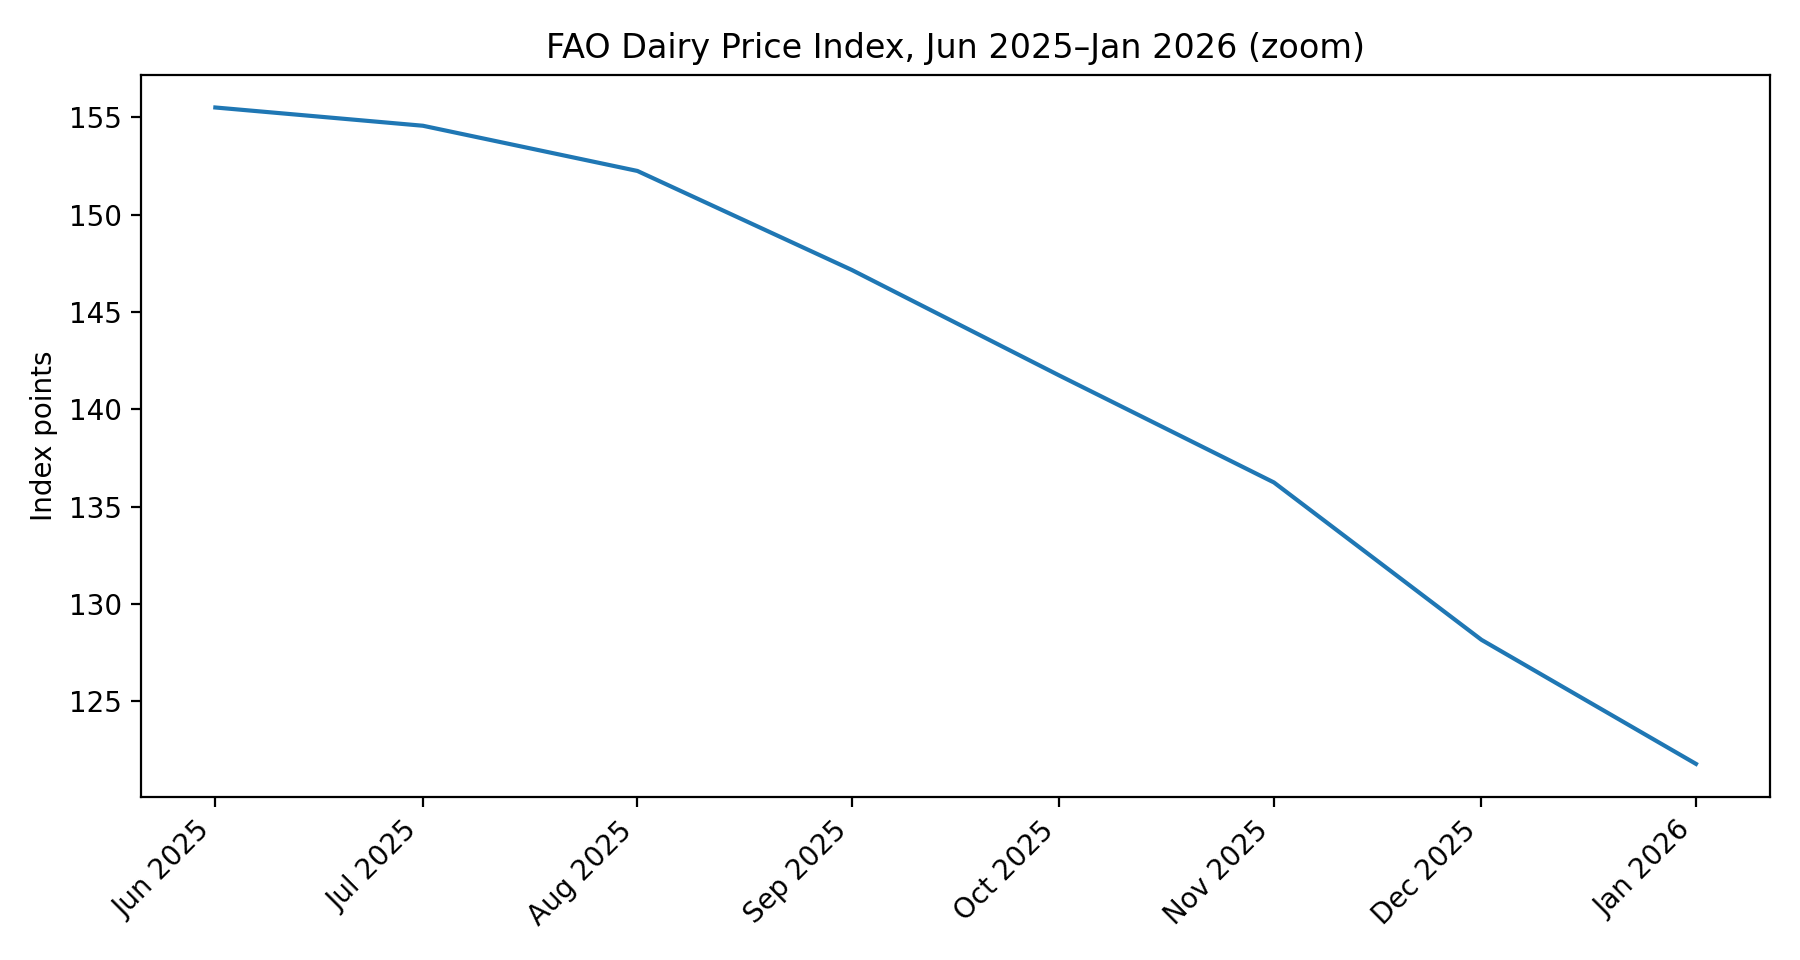 FAO Dairy Price Index, Jun 2025–Jan 2026 (zoom)
Index points
155
150
145
140
135
130
125
Jun 2025
Jul 2025
Aug 2025
Sep 2025
Oct 2025
Nov 2025
Dec 2025
Jan 2026